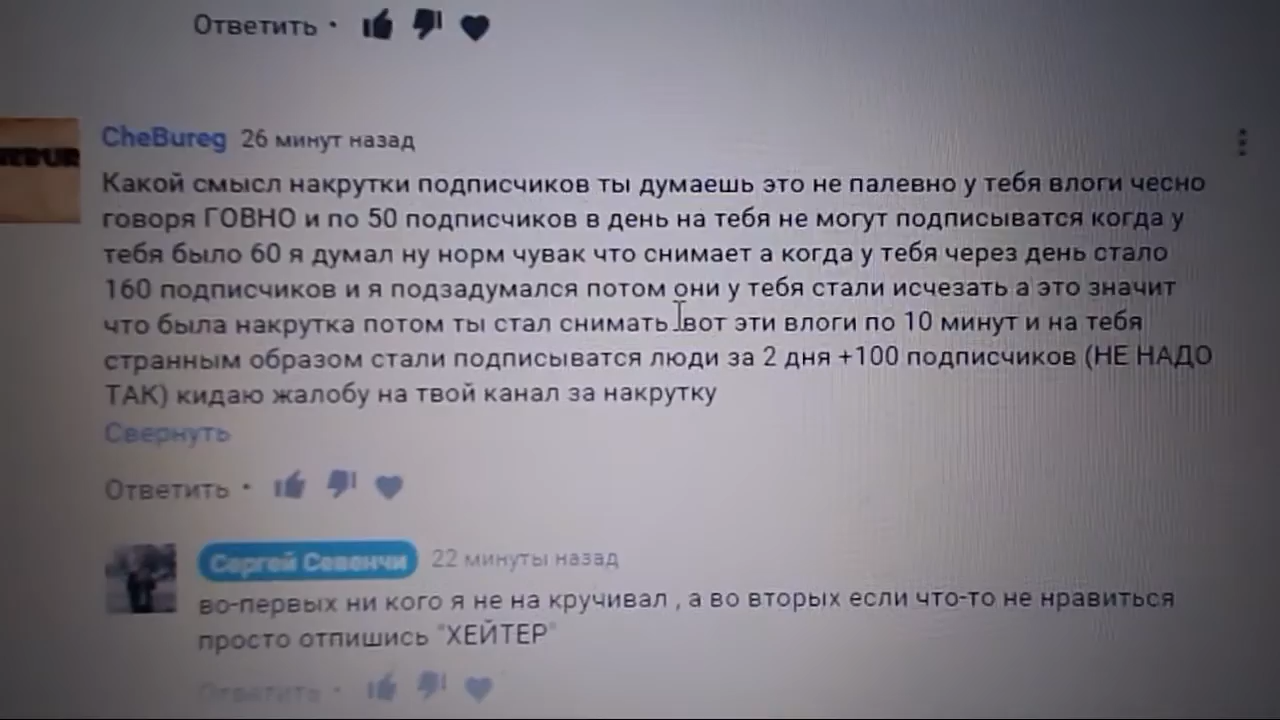 Ответить
CheBureg 26 минут назад
Какой смысл накрутки подписчиков ты думаешь это не палевно у тебя влоги чесно
говоря ГОВНО и по 50 подписчиков в день на тебя не могут подписыватся когда у
тебя было 60 я думал ну норм чувак что снимает а когда у тебя через день стало
160 подписчиков и я подзадумался потом они у тебя стали исчезать а это значит
что была накрутка потом ты стал снимать вот эти влоги по 10 минут и на тебя
странным образом стали подписыватся люди за 2 дня +100 подписчиков (НЕ НАДО
ТАК) кидаю жалобу на твой канал за накрутку
Свернуть
Ответить
Сергей Севенчи 22 минуты назад
во-первых ни кого я не на кручивал , а во вторых если что-то не нравиться
просто отпишись "ХЕЙТЕР"
Ответить